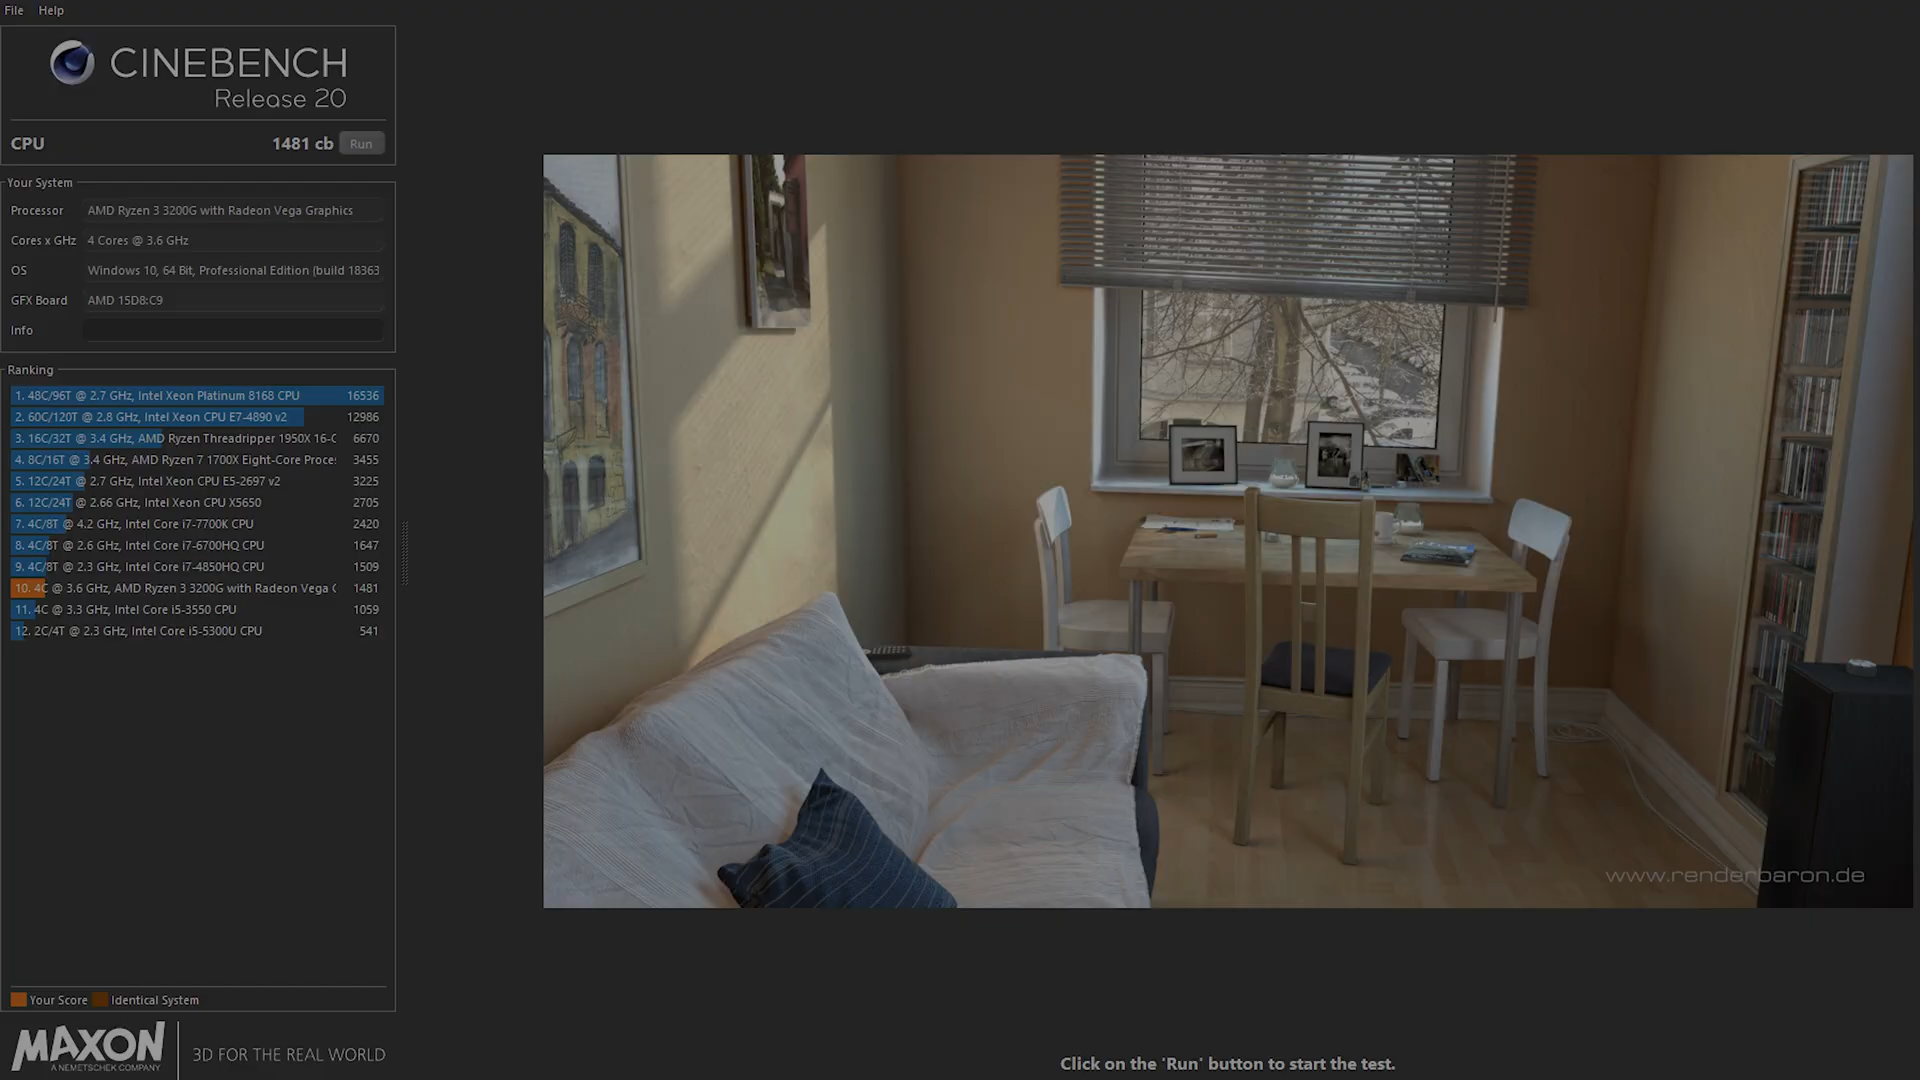 File Help
CINEBENCH
Release 20
CPU 1481 cb Run
Your System
Processor AMD Ryzen 3 3200G with Radeon Vega Graphics
Cores x GHz 4 Cores @ 3.6 GHz
OS Windows 10, 64 Bit, Professional Edition (build 18363
GFX Board AMD 15D8:C9
Info
Ranking
1. 48C/96T @ 2.7 GHz, Intel Xeon Platinum 8168 CPU 16536
2. 60C/120T @ 2.8 GHz, Intel Xeon CPU E7-4890 v2 12986
3. 16C/32T @ 3.4 GHz, AMD Ryzen Threadripper 1950X 16-C 6670
4. 8C/16T @ 3.4 GHz, AMD Ryzen 7 1700X Eight-Core Proce: 3455
5. 12C/24T @ 2.7 GHz, Intel Xeon CPU E5-2697 v2 3225
6. 12C/24T @ 2.66 GHz, Intel Xeon CPU X5650 2705
7. 4C/8T @ 4.2 GHz, Intel Core i7-7700K CPU 2420
8. 4C/8T @ 2.6 GHz, Intel Core i7-6700HQ CPU 1647
9. 4C/8T @ 2.3 GHz, Intel Core i7-4850HQ CPU 1509
10. 4C @ 3.6 GHz, AMD Ryzen 3 3200G with Radeon Vega G 1481
11. 4C @ 3.3 GHz, Intel Core i5-3550 CPU 1059
12. 2C/4T @ 2.3 GHz, Intel Core i5-5300U CPU 541
Your Score Identical System
MAXON
A NEMETSCHEK COMPANY
3D FOR THE REAL WORLD
www.renderbaron.de
Click on the 'Run' button to start the test.